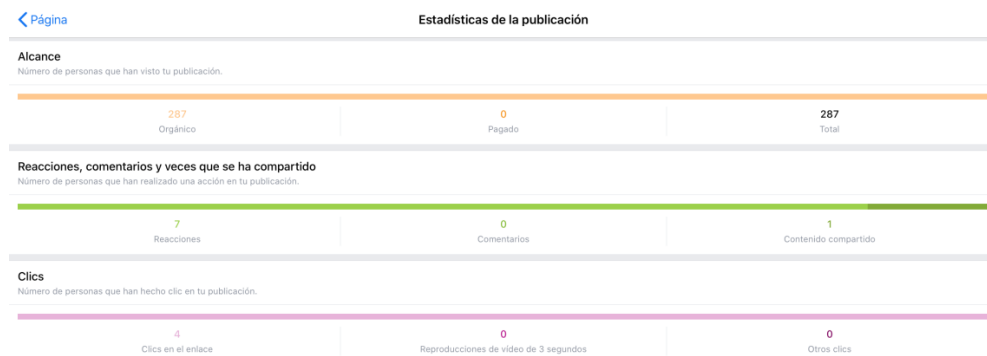 Página
Estadísticas de la publicación
Alcance
Número de personas que han visto tu publicación.
287 0 287
Orgánico Pagado Total
Reacciones, comentarios y veces que se ha compartido
Número de personas que han realizado una acción en tu publicación.
7 0 1
Reacciones Comentarios Contenido compartido
Clics
Número de personas que han hecho clic en tu publicación.
4 0 0
Clics en el enlace Reproducciones de vídeo de 3 segundos Otros clics